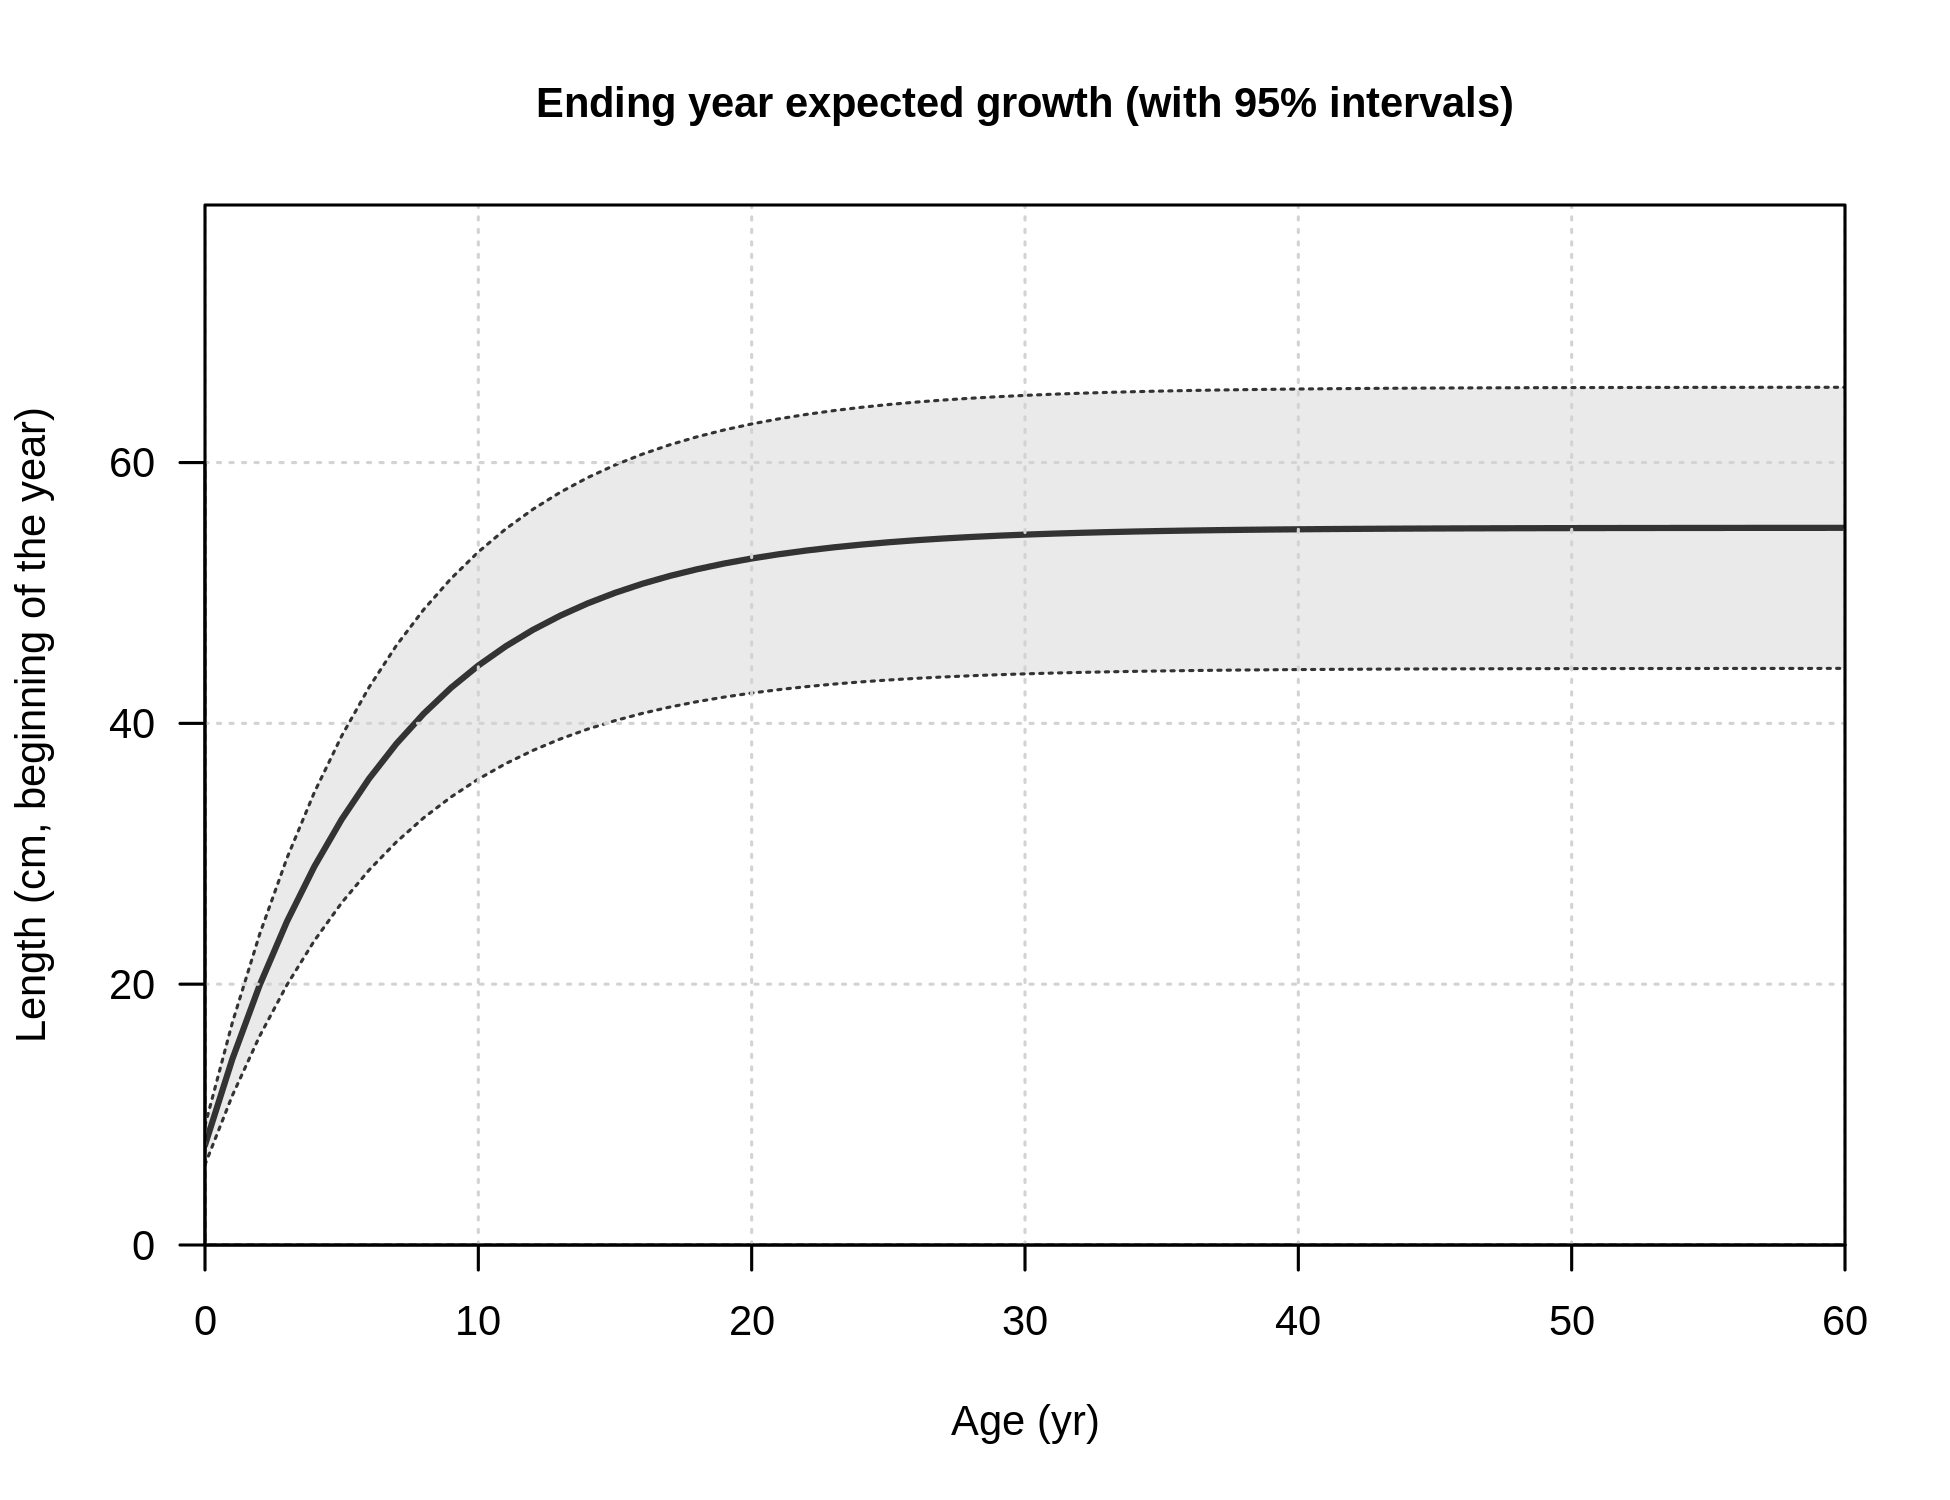 Ending year expected growth (with 95% intervals)
Length (cm, beginning of the year)
60
40
20
0
0 10 20 30 40 50 60
Age (yr)